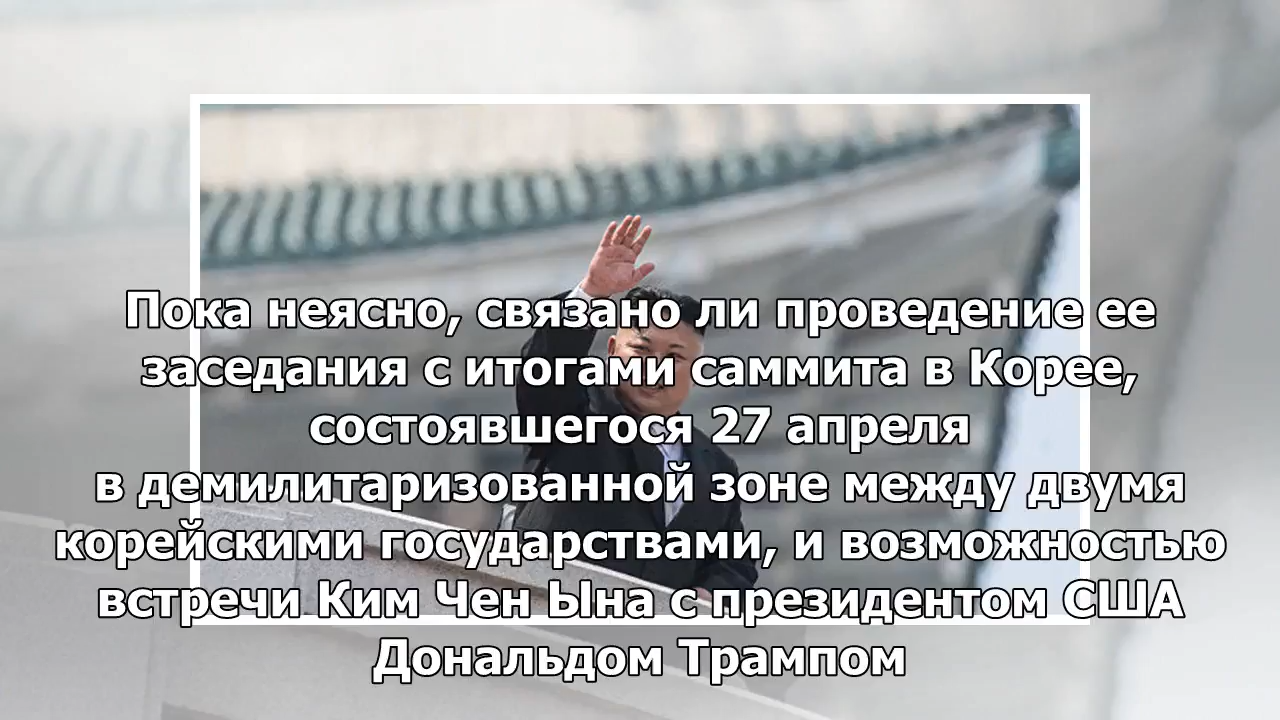 Пока неясно, связано ли проведение ее
заседания с итогами саммита в Корее,
состоявшегося 27 апреля
в демилитаризованной зоне между двумя
корейскими государствами, и возможностью
встречи Ким Чен Ына с президентом США
Дональдом Трампом